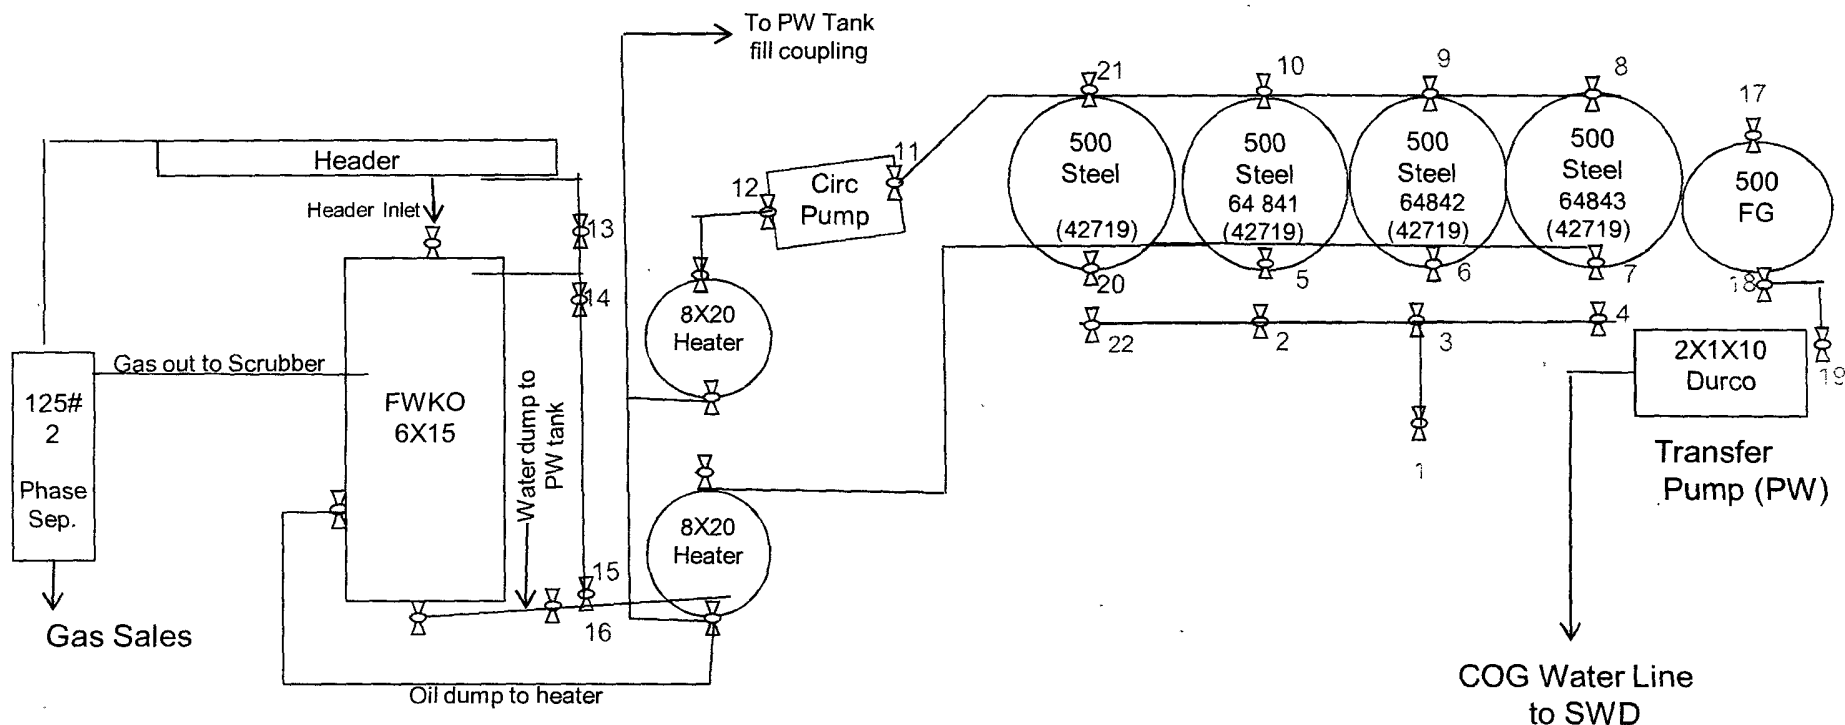 To PW Tank
fill coupling
Header
Header Inlet
13
14
Gas out to Scrubber
125#
2
Phase
Sep.
Gas Sales
FWKO
6X15
Water dump to
PW tank
15
16
Oil dump to heater
8X20
Heater
8X20
Heater
12
Circ
Pump
11
21
10
9
8
17
500
Steel
(42719)
500
Steel
64 841
(42719)
500
Steel
64842
(42719)
500
Steel
64843
(42719)
500
FG
20
5
6
7
18
22
2
3
4
19
1
2X1X10
Durco
Transfer
Pump (PW)
COG Water Line
to SWD